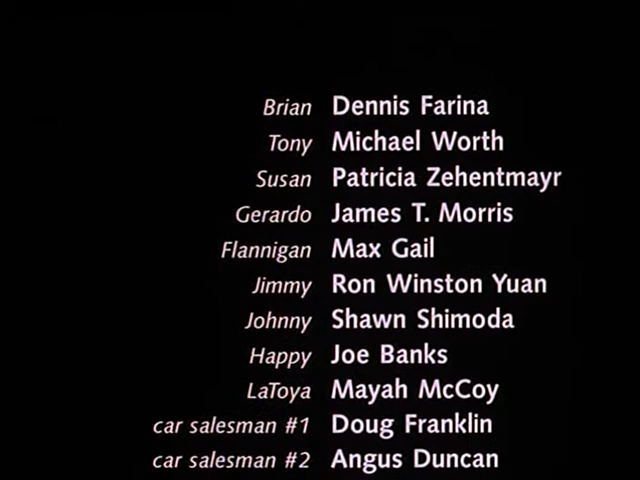 Brian Dennis Farina
Tony Michael Worth
Susan Patricia Zehentmayr
Gerardo James T. Morris
Flannigan Max Gail
Jimmy Ron Winston Yuan
Johnny Shawn Shimoda
Happy Joe Banks
LaToya Mayah McCoy
car salesman #1 Doug Franklin
car salesman #2 Angus Duncan